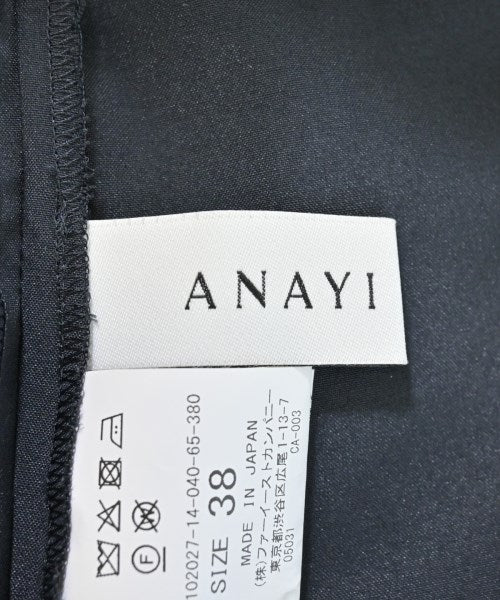 ANAYI
102027-14-040-65-380
SIZE 38
MADE IN JAPAN
(株)ファーイーストカンパニー
東京都渋谷区広尾1-13-7
05031 CA-003
F
W